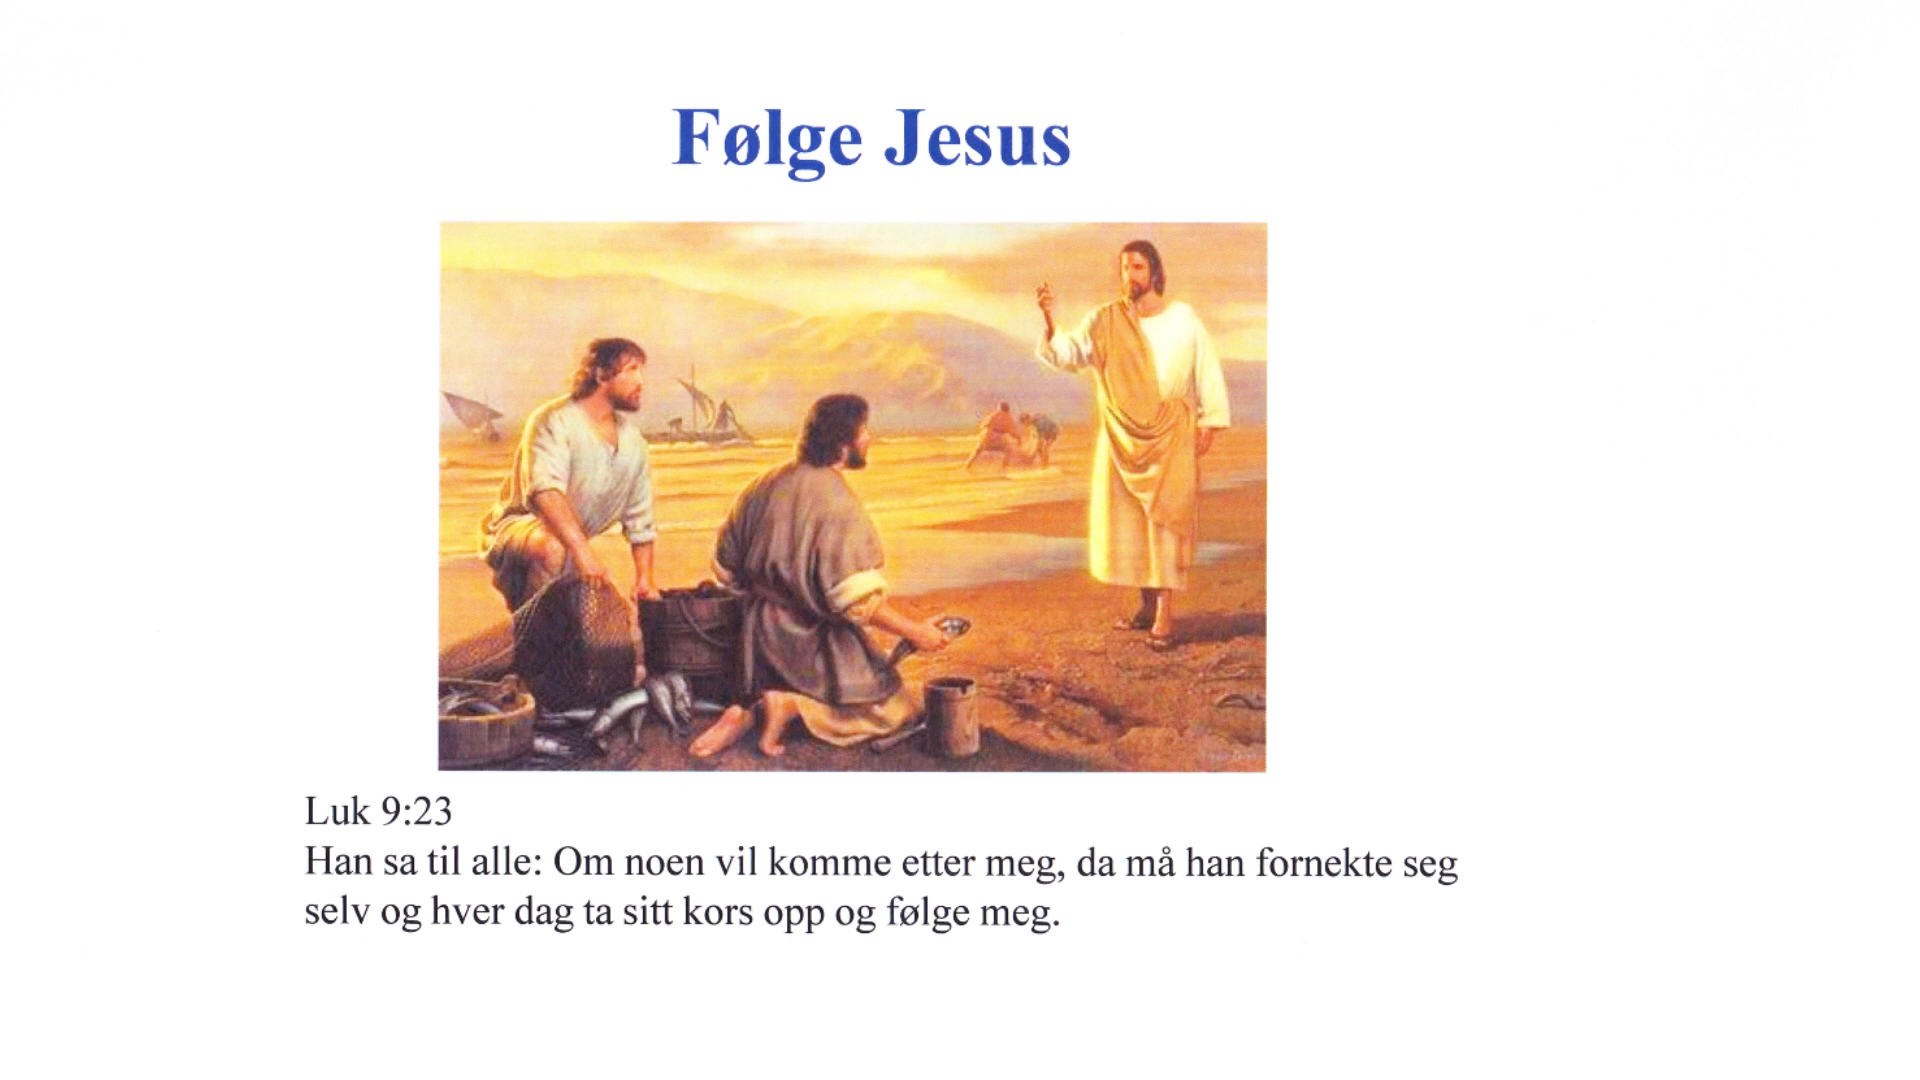 Følge Jesus
Luk 9:23
Han sa til alle: Om noen vil komme etter meg, da må han fornekte seg
selv og hver dag ta sitt kors opp og følge meg.